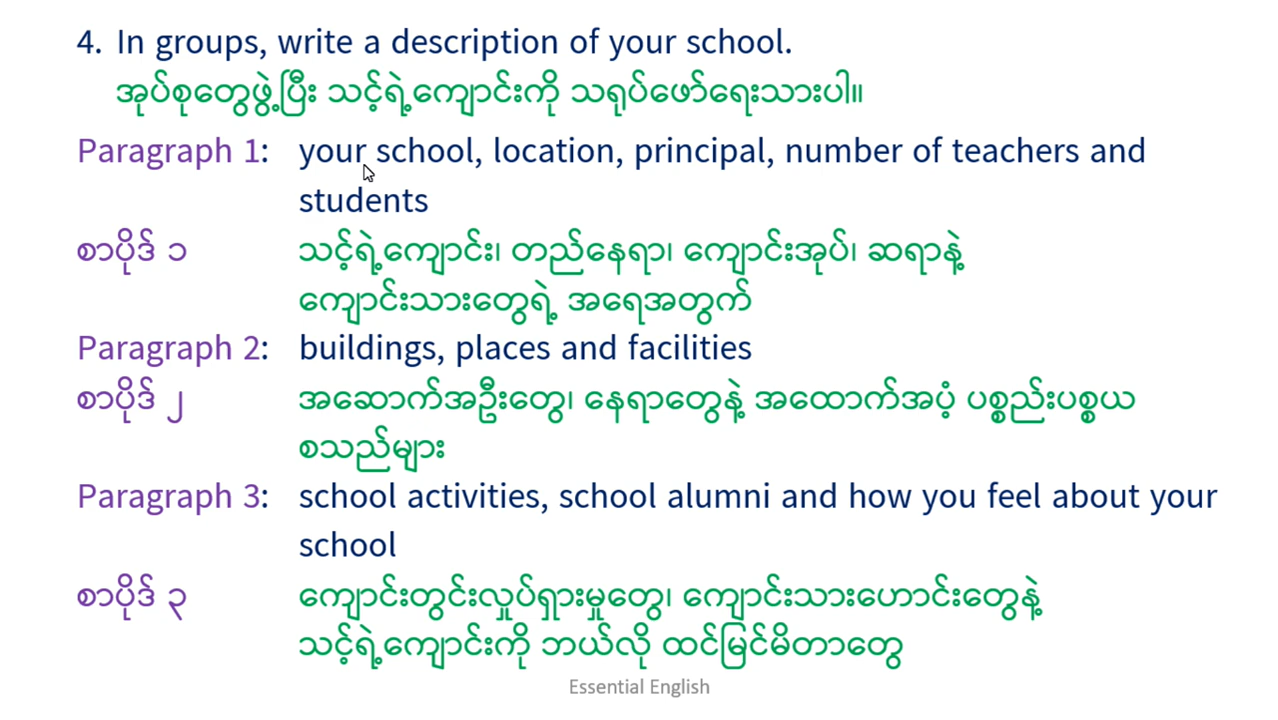 4. In groups, write a description of your school.
အုပ်စုတွေဖွဲ့ပြီး သင့်ရဲ့ကျောင်းကို သရုပ်ဖော်ရေးသားပါ။
Paragraph 1: your school, location, principal, number of teachers and
students
စာပိုဒ် ၁ သင့်ရဲ့ကျောင်း၊ တည်နေရာ၊ ကျောင်းအုပ်၊ ဆရာနဲ့
ကျောင်းသားတွေရဲ့ အရေအတွက်
Paragraph 2: buildings, places and facilities
စာပိုဒ် ၂ အဆောက်အဦးတွေ၊ နေရာတွေနဲ့ အထောက်အပံ့ ပစ္စည်းပစ္စယ
စသည်များ
Paragraph 3: school activities, school alumni and how you feel about your
school
စာပိုဒ် ၃ ကျောင်းတွင်းလှုပ်ရှားမှုတွေ၊ ကျောင်းသားဟောင်းတွေနဲ့
သင့်ရဲ့ကျောင်းကို ဘယ်လို ထင်မြင်မိတာတွေ
Essential English